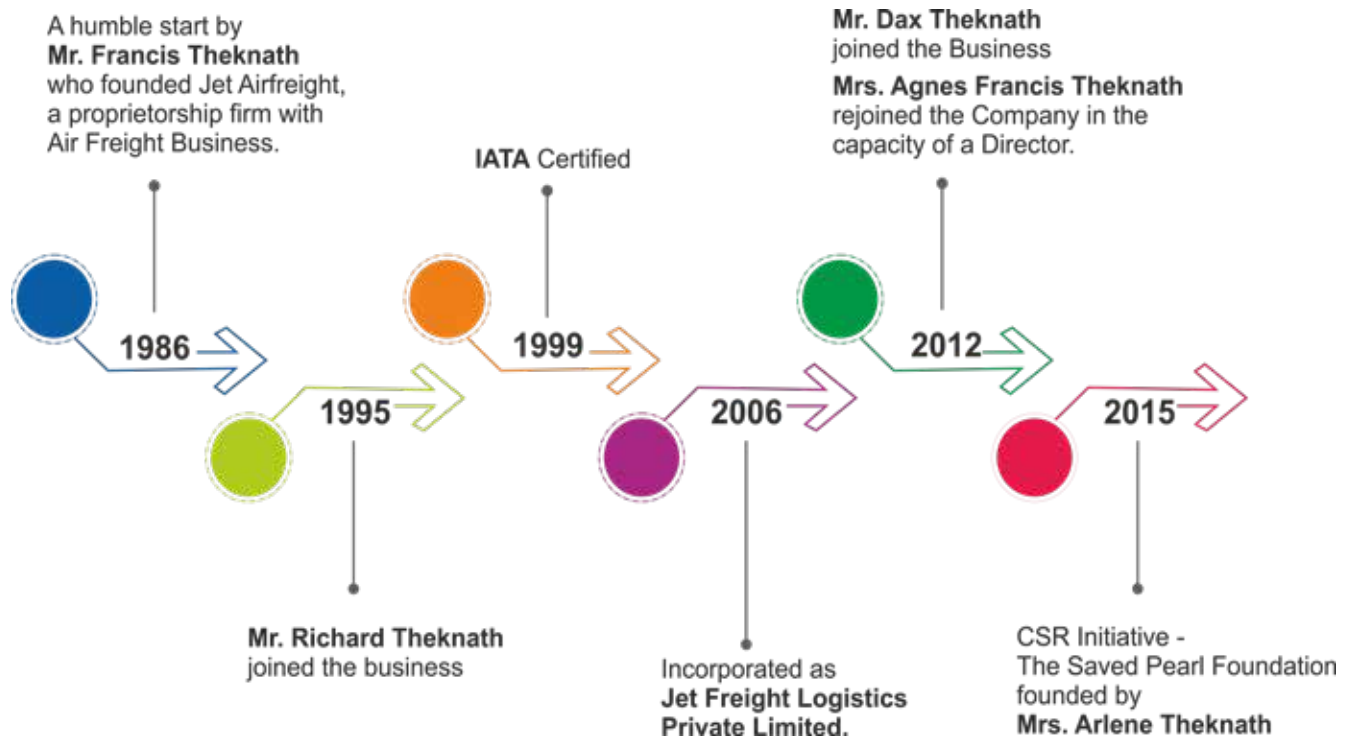 A humble start by
Mr. Francis Theknath
who founded Jet Airfreight,
a proprietorship firm with
Air Freight Business.
1986
Mr. Richard Theknath
joined the business
1995
IATA Certified
1999
Incorporated as
Jet Freight Logistics
Private Limited.
2006
Mr. Dax Theknath
joined the Business
Mrs. Agnes Francis Theknath
rejoined the Company in the
capacity of a Director.
2012
CSR Initiative -
The Saved Pearl Foundation
founded by
Mrs. Arlene Theknath
2015